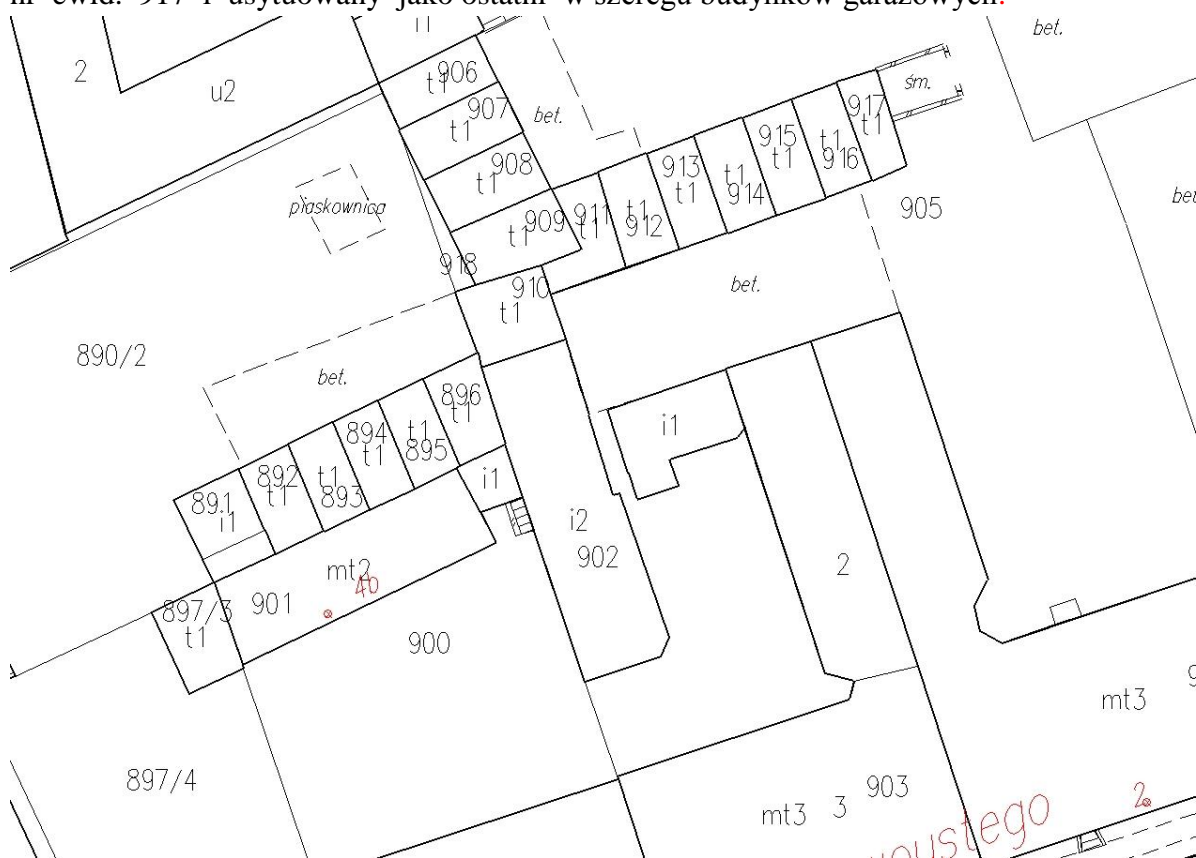 nr ewid. 917 i usytuowany jako ostatni w szeregu budynków garażowych.
i1
bet.
2
u2
906
t1
907
t1
bet.
908
t1
śm.
917
t1
915
t1
t1
916
913
t1
t1
914
piaskownica
909
t1
911
t1
t1
912
905
bet.
918
910
t1
bet.
890/2
bet.
896
t1
i1
894
t1
t1
895
892
t1
t1
893
i1
891
i1
i2
902
2
mt2
40
897/3
t1
901
900
mt3
9
897/4
903
mt3
3
2
oustego